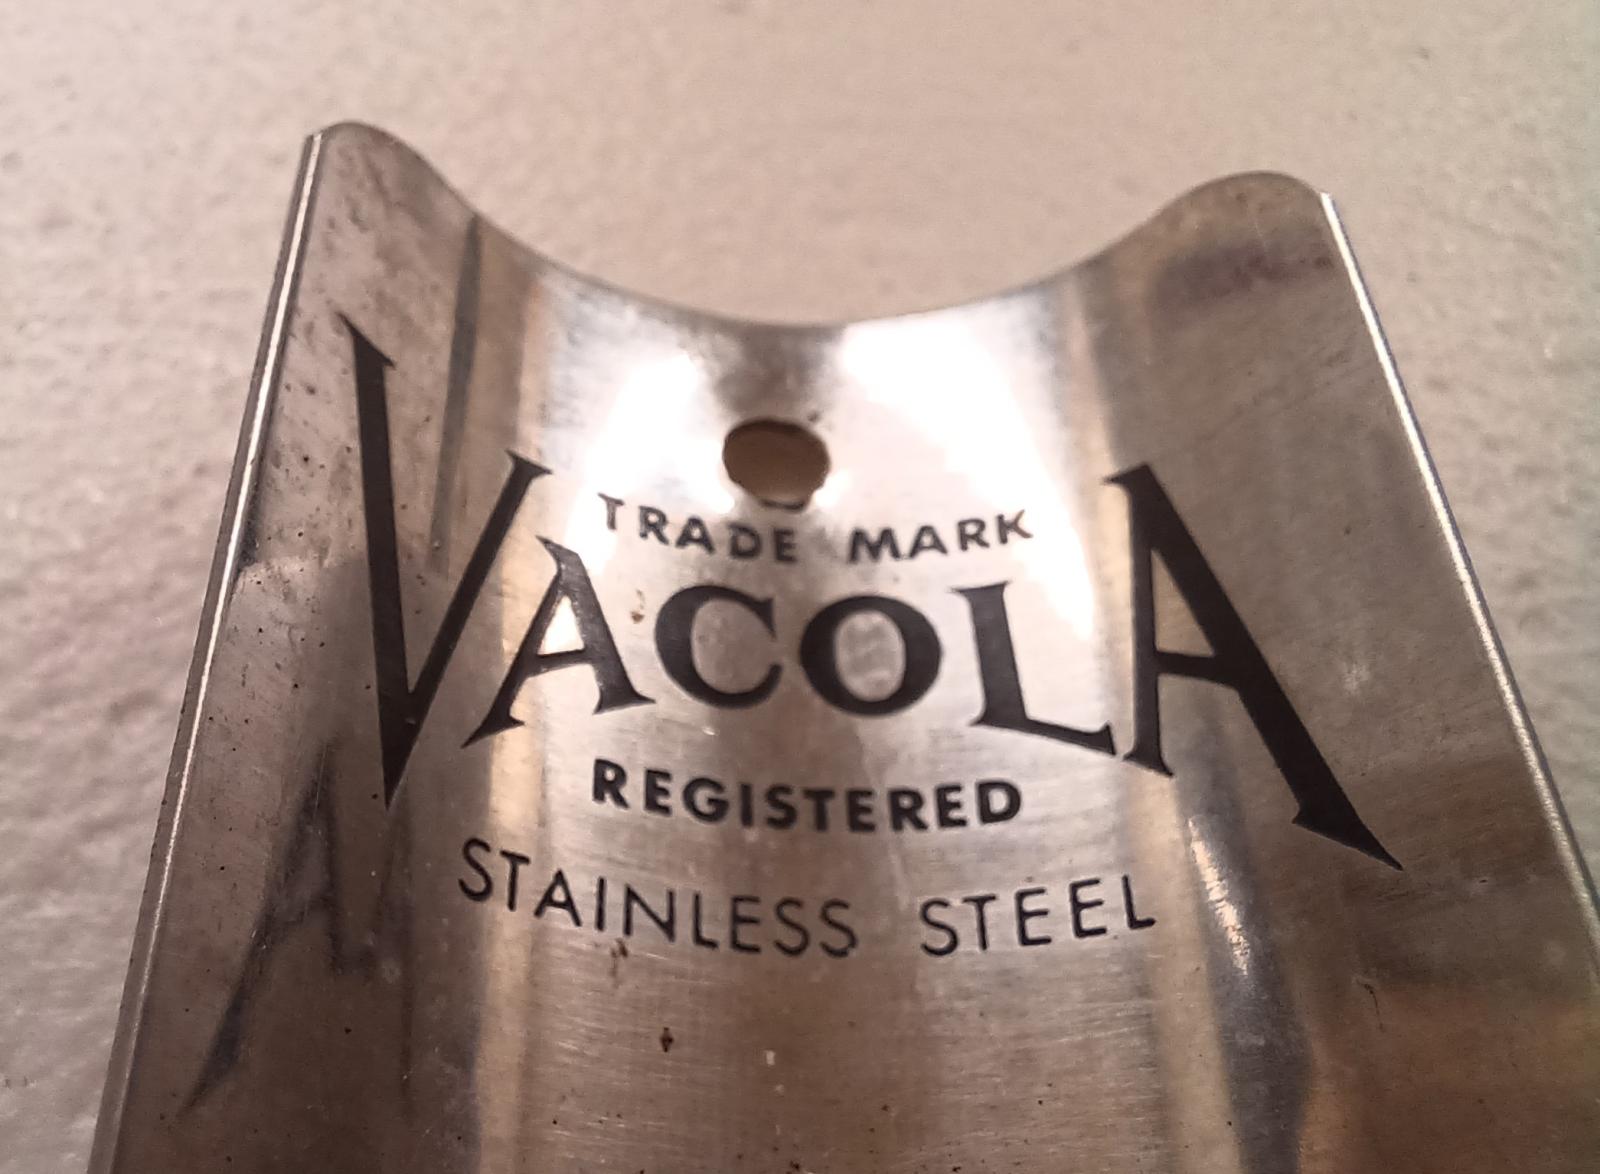 TRADE MARK
VACOLA
REGISTERED
STAINLESS STEEL